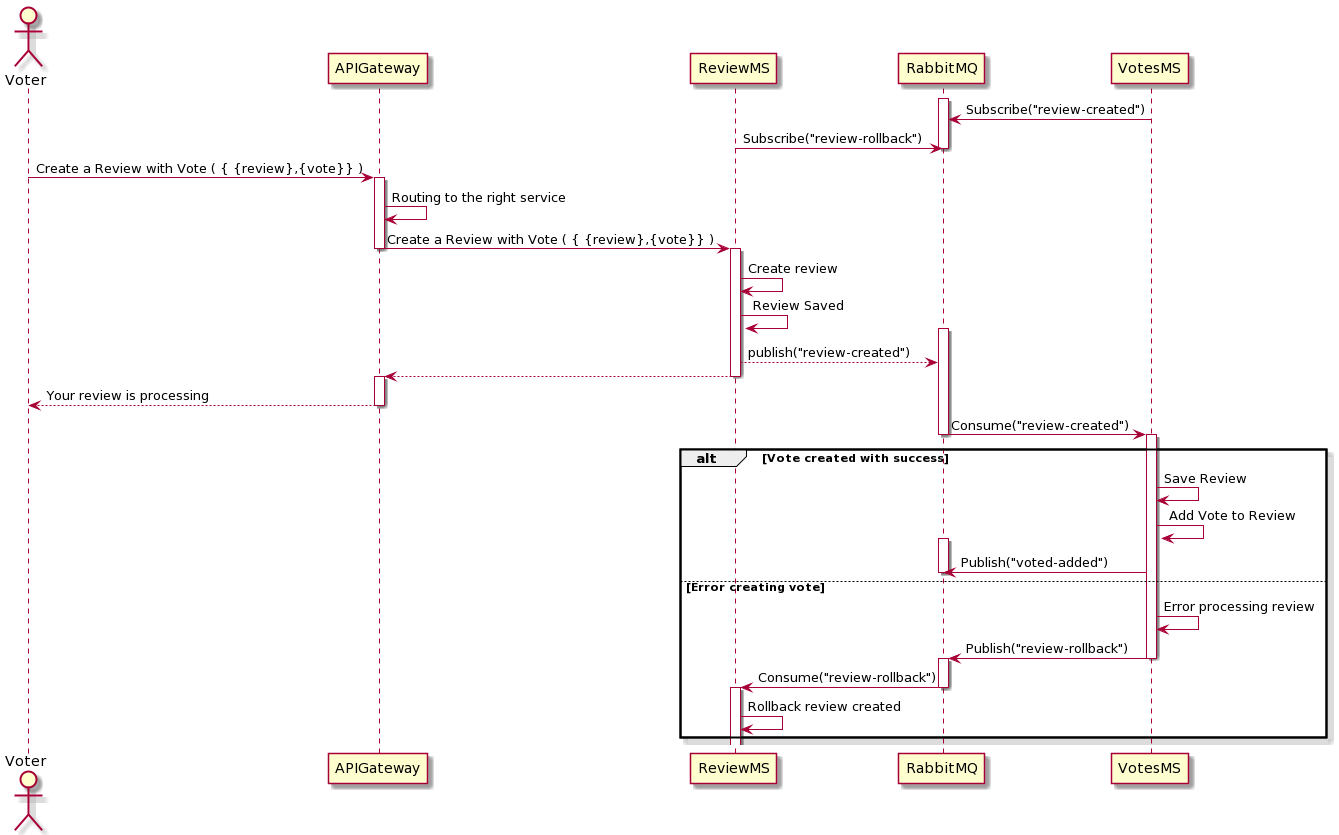 Voter
APIGateway
ReviewMS
RabbitMQ
VotesMS
Subscribe("review-created")
Subscribe("review-rollback")
Create a Review with Vote ( { {review},{vote}} )
Routing to the right service
Create a Review with Vote ( { {review},{vote}} )
Create review
Review Saved
publish("review-created")
Your review is processing
Consume("review-created")
alt
[Vote created with success]
Save Review
Add Vote to Review
Publish("voted-added")
[Error creating vote]
Error processing review
Publish("review-rollback")
Consume("review-rollback")
Rollback review created
Voter
APIGateway
ReviewMS
RabbitMQ
VotesMS